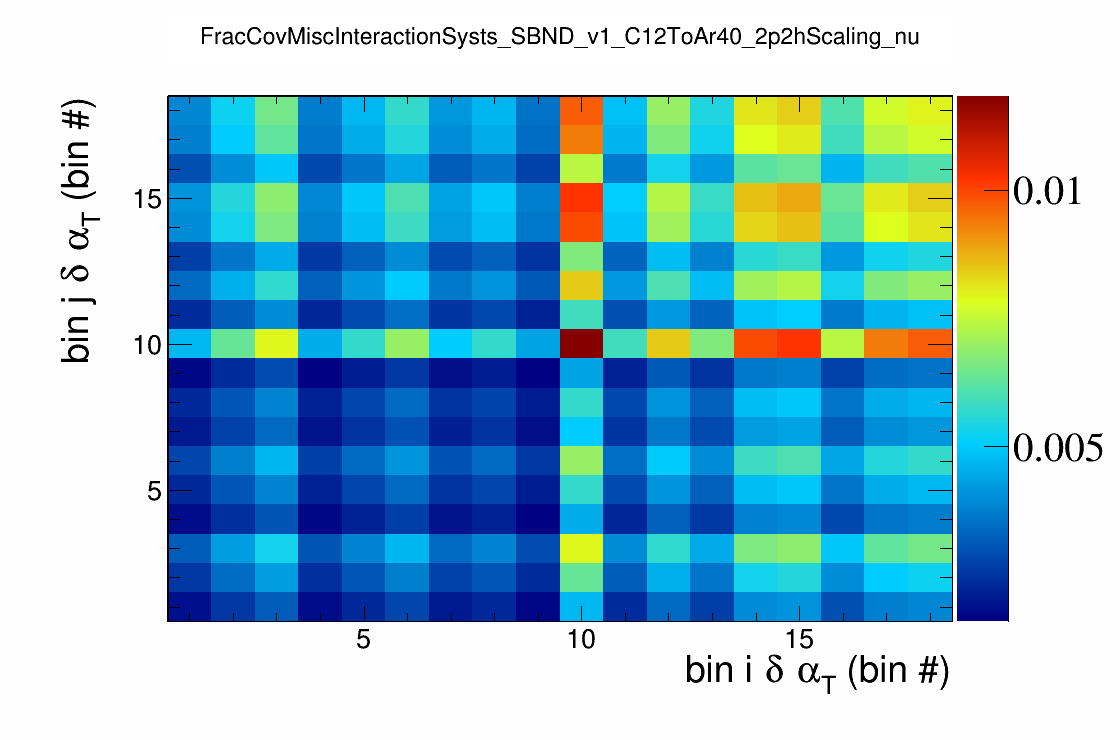 FracCovMiscInteractionSysts_SBND_v1_C12ToAr40_2p2hScaling_nu
bin j δ α_T (bin #)
15
10
5
0.01
0.005
5 10 15
bin i δ α_T (bin #)